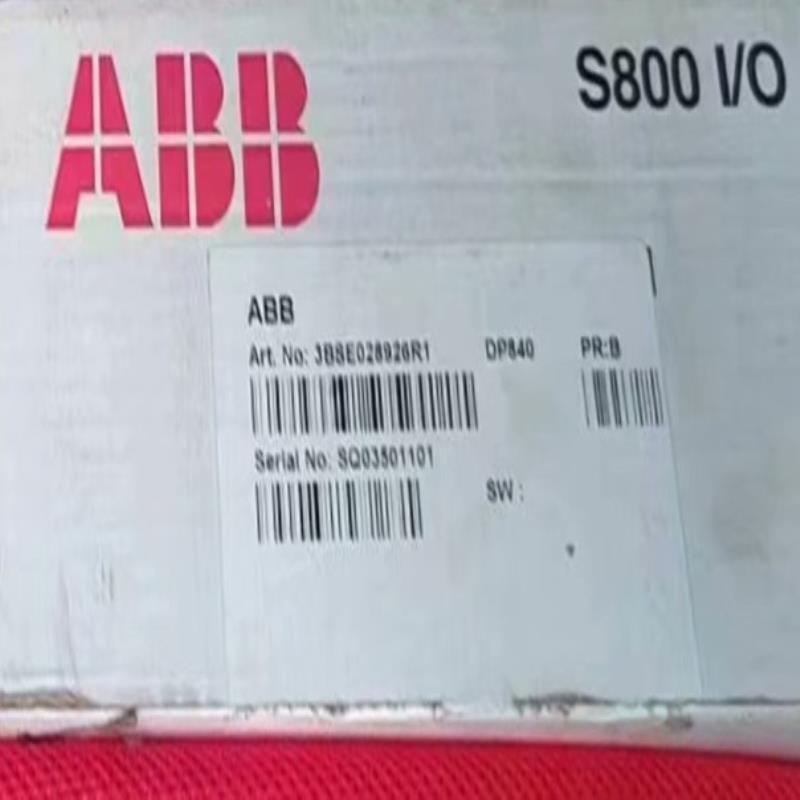 ABB
S800 I/O
ABB
Art. No: 3BSE028926R1 DP840 PR:B
Serial No: SQ03501101
SW :